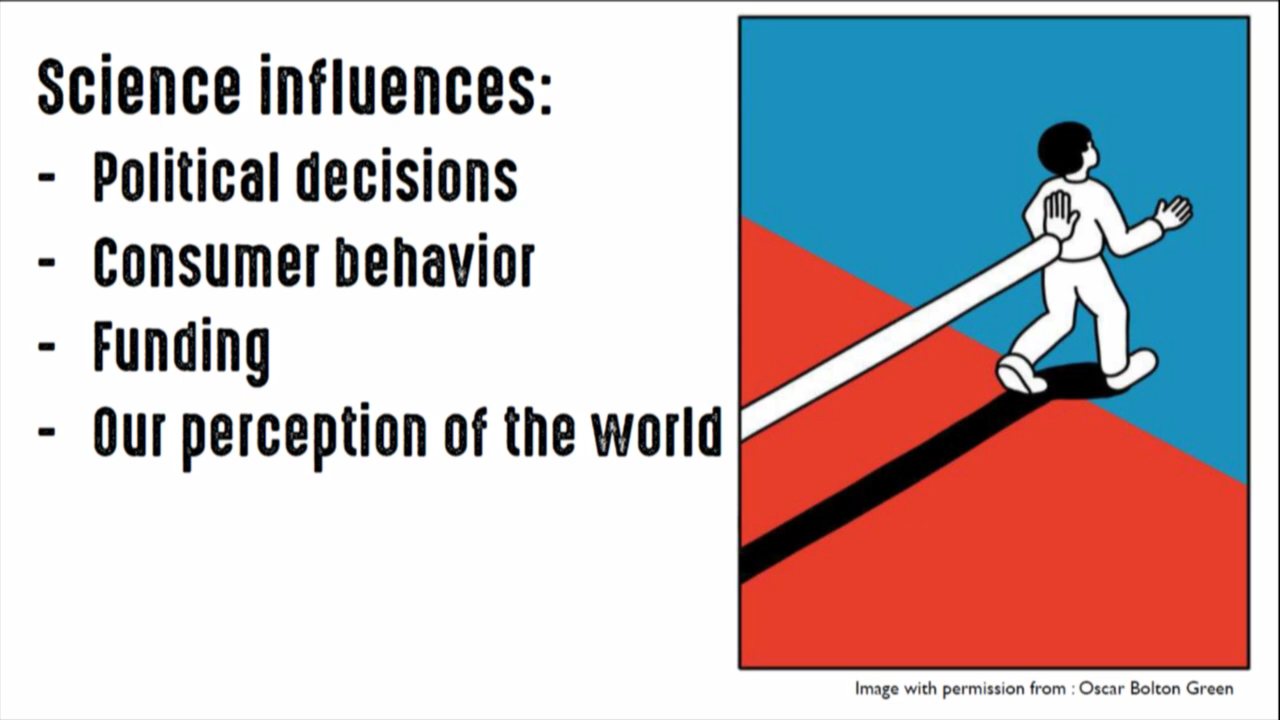 Science influences:
- Political decisions
- Consumer behavior
- Funding
- Our perception of the world
Image with permission from : Oscar Bolton Green